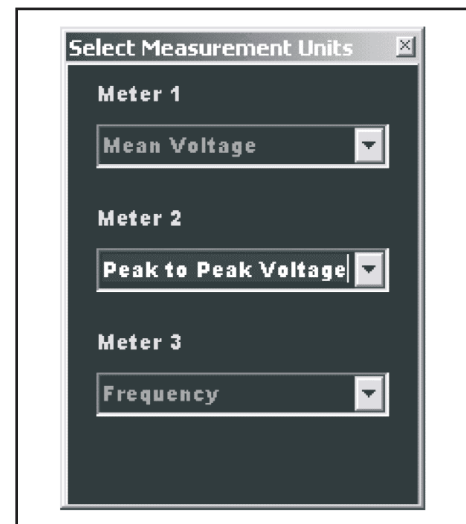 Select Measurement Units
Meter 1
Mean Voltage
Meter 2
Peak to Peak Voltage
Meter 3
Frequency